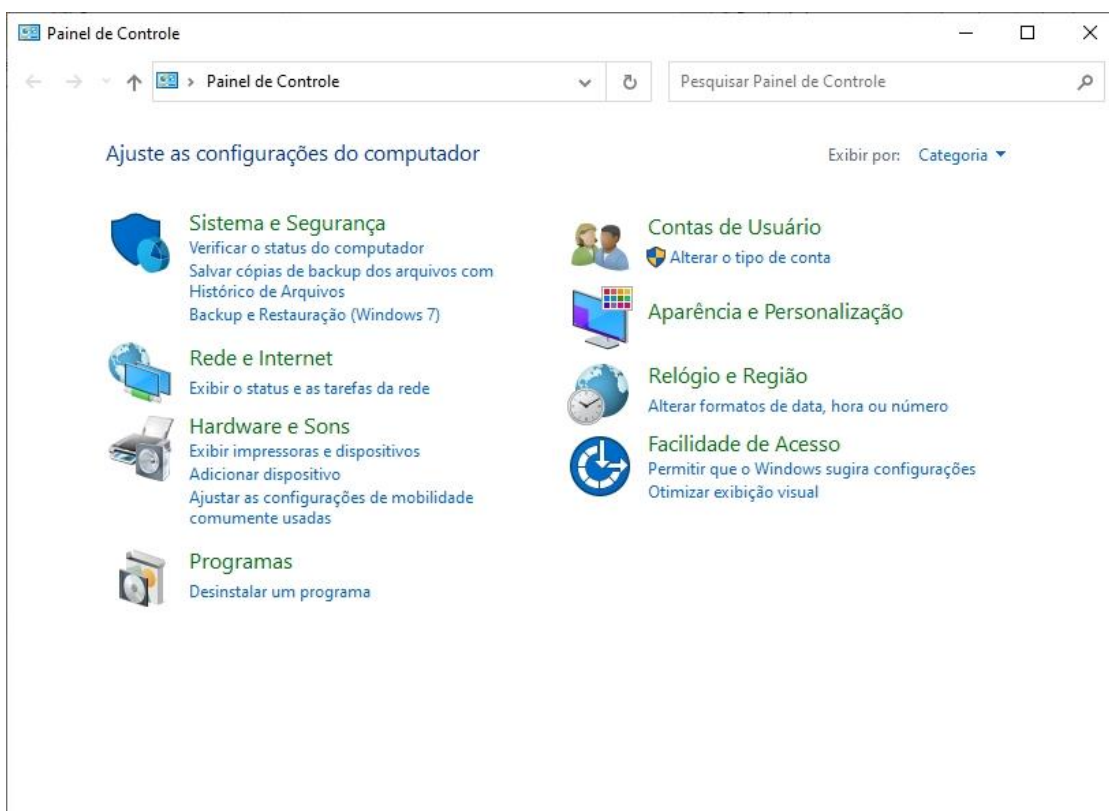 Painel de Controle
Painel de Controle
Pesquisar Painel de Controle
Ajuste as configurações do computador
Exibir por: Categoria
Sistema e Segurança
Verificar o status do computador
Salvar cópias de backup dos arquivos com
Histórico de Arquivos
Backup e Restauração (Windows 7)
Rede e Internet
Exibir o status e as tarefas da rede
Hardware e Sons
Exibir impressoras e dispositivos
Adicionar dispositivo
Ajustar as configurações de mobilidade
comumente usadas
Programas
Desinstalar um programa
Contas de Usuário
Alterar o tipo de conta
Aparência e Personalização
Relógio e Região
Alterar formatos de data, hora ou número
Facilidade de Acesso
Permitir que o Windows sugira configurações
Otimizar exibição visual